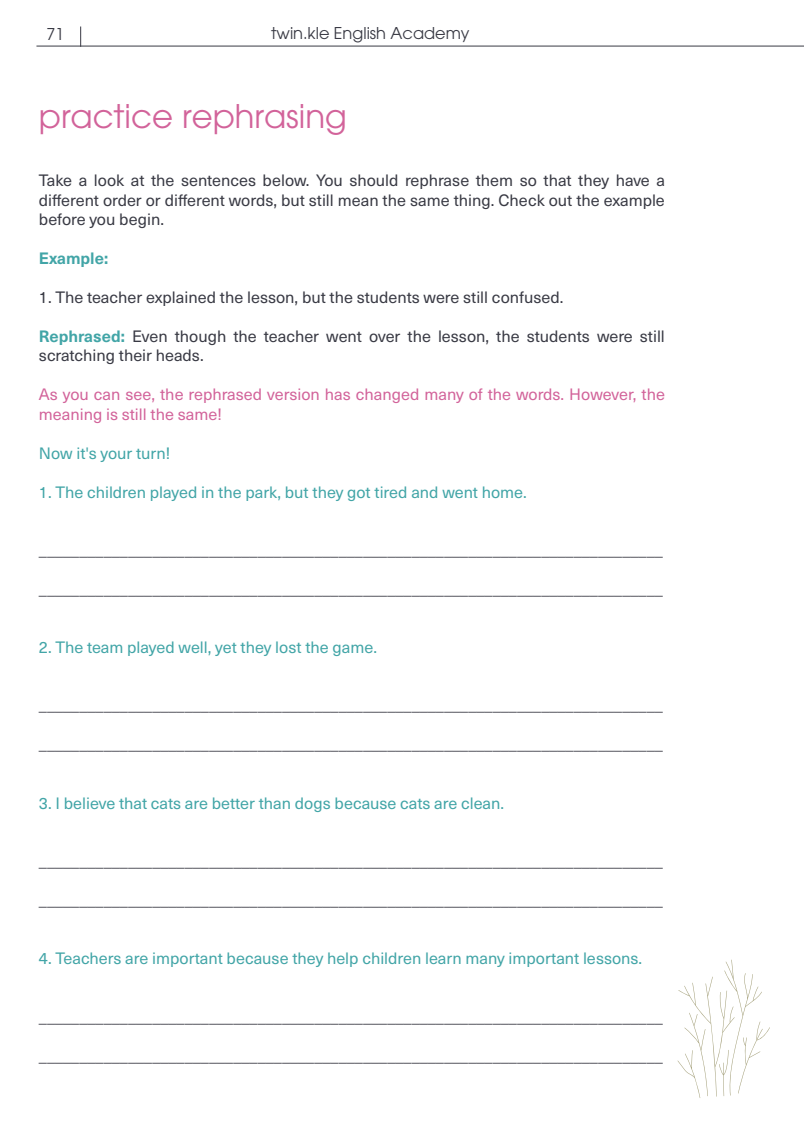 71
twin.kle English Academy
practice rephrasing
Take a look at the sentences below. You should rephrase them so that they have a
different order or different words, but still mean the same thing. Check out the example
before you begin.
Example:
1. The teacher explained the lesson, but the students were still confused.
Rephrased: Even though the teacher went over the lesson, the students were still
scratching their heads.
As you can see, the rephrased version has changed many of the words. However, the
meaning is still the same!
Now it's your turn!
1. The children played in the park, but they got tired and went home.
2. The team played well, yet they lost the game.
3. I believe that cats are better than dogs because cats are clean.
4. Teachers are important because they help children learn many important lessons.